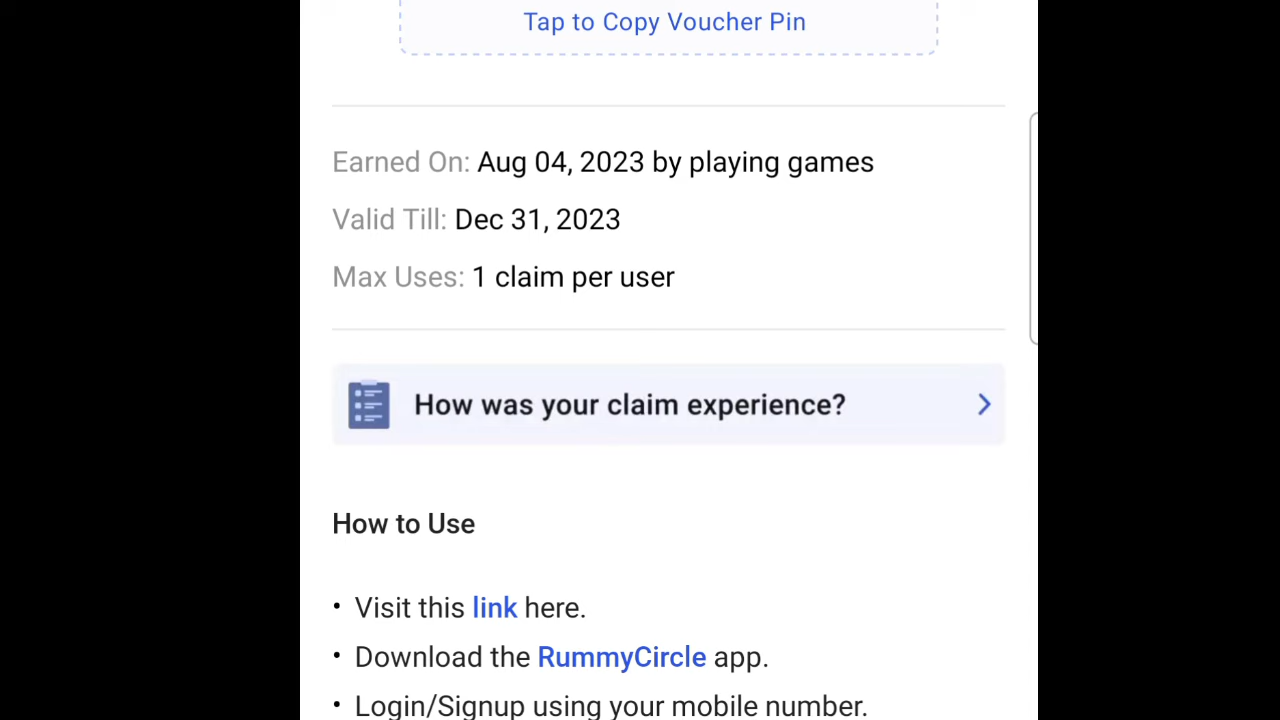 Tap to Copy Voucher Pin
Earned On: Aug 04, 2023 by playing games
Valid Till: Dec 31, 2023
Max Uses: 1 claim per user
How was your claim experience?
How to Use
• Visit this link here.
• Download the RummyCircle app.
• Login/Signup using your mobile number.